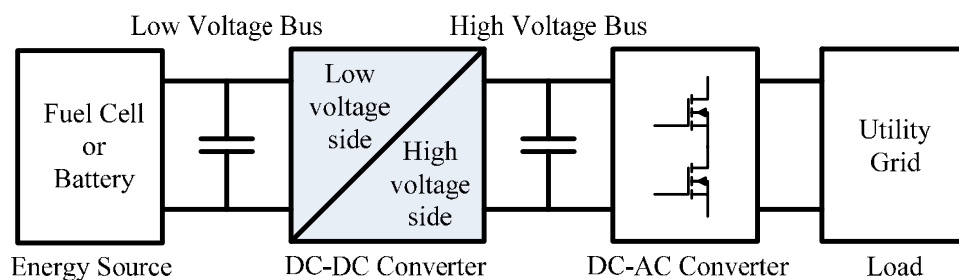 Low Voltage Bus
High Voltage Bus
Fuel Cell
or
Battery
Low
voltage
side
High
voltage
side
Utility
Grid
Energy Source
DC-DC Converter
DC-AC Converter
Load